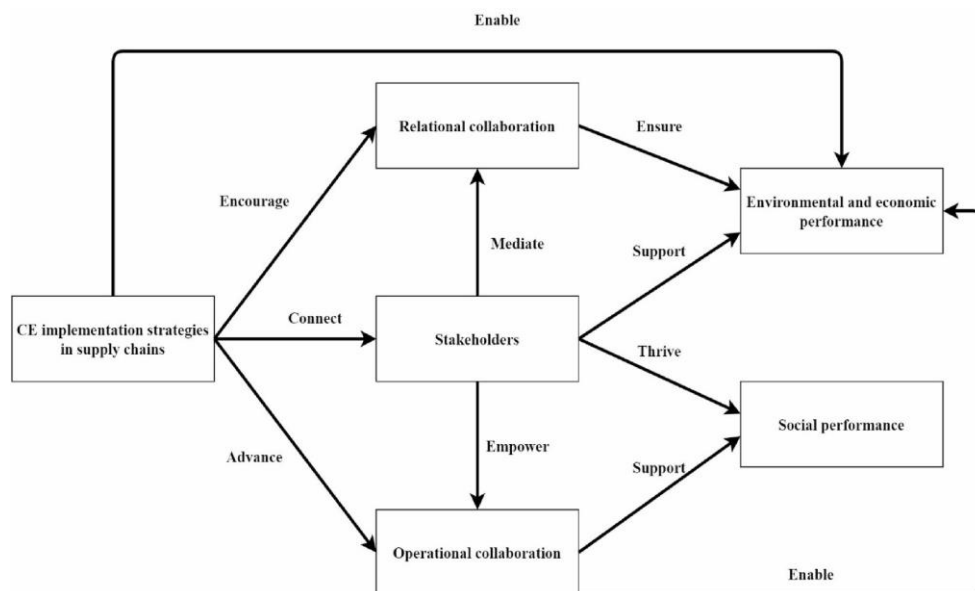 Enable
Relational collaboration
Ensure
Encourage
Environmental and economic
performance
Mediate
Support
CE implementation strategies
in supply chains
Connect
Stakeholders
Thrive
Social performance
Advance
Empower
Support
Operational collaboration
Enable